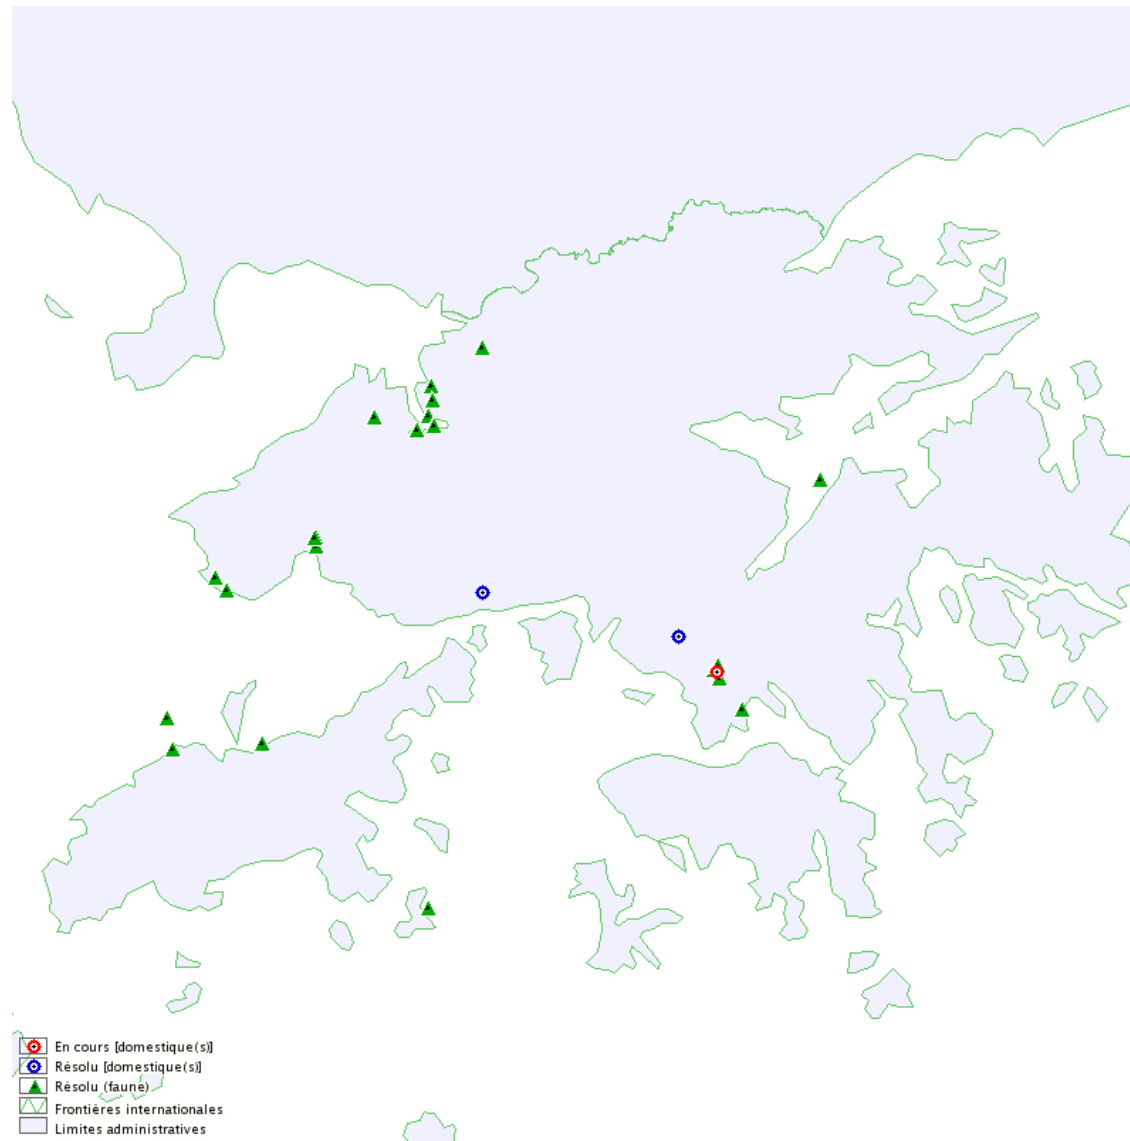 En cours [domestique(s)]
Résolu [domestique(s)]
Résolu (faune)
Frontières internationales
Limites administratives